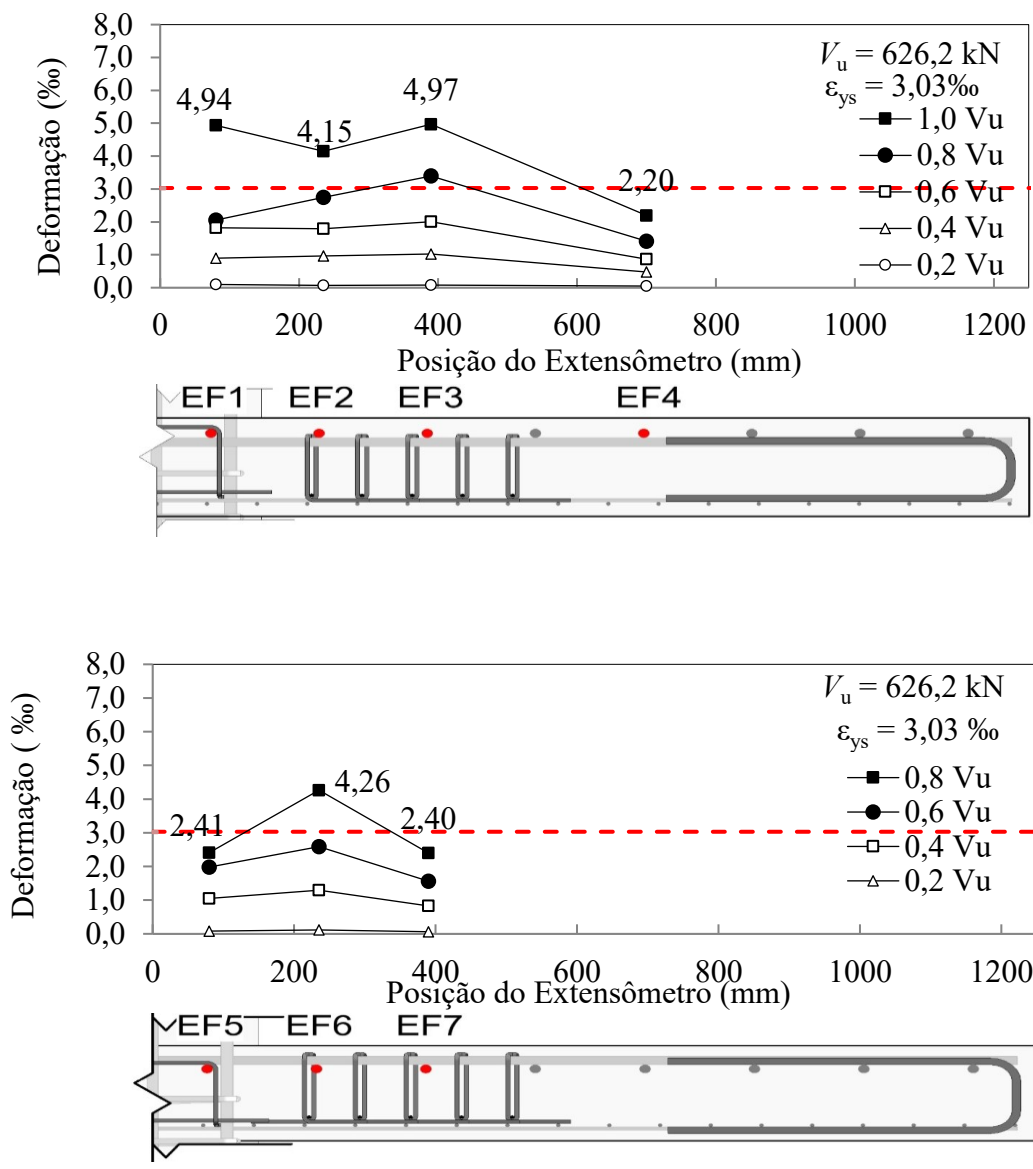 8,0
7,0
6,0
5,0
4,0
3,0
2,0
1,0
0,0
Deformação (‰)
V_u = 626,2 kN
ε_ys = 3,03‰
1,0 Vu
0,8 Vu
0,6 Vu
0,4 Vu
0,2 Vu
4,94
4,15
4,97
2,20
0 200 400 600 800 1000 1200
Posição do Extensômetro (mm)
EF1 EF2 EF3 EF4
8,0
7,0
6,0
5,0
4,0
3,0
2,0
1,0
0,0
Deformação ( ‰)
V_u = 626,2 kN
ε_ys = 3,03 ‰
0,8 Vu
0,6 Vu
0,4 Vu
0,2 Vu
2,41
4,26
2,40
0 200 400 600 800 1000 1200
Posição do Extensômetro (mm)
EF5 EF6 EF7